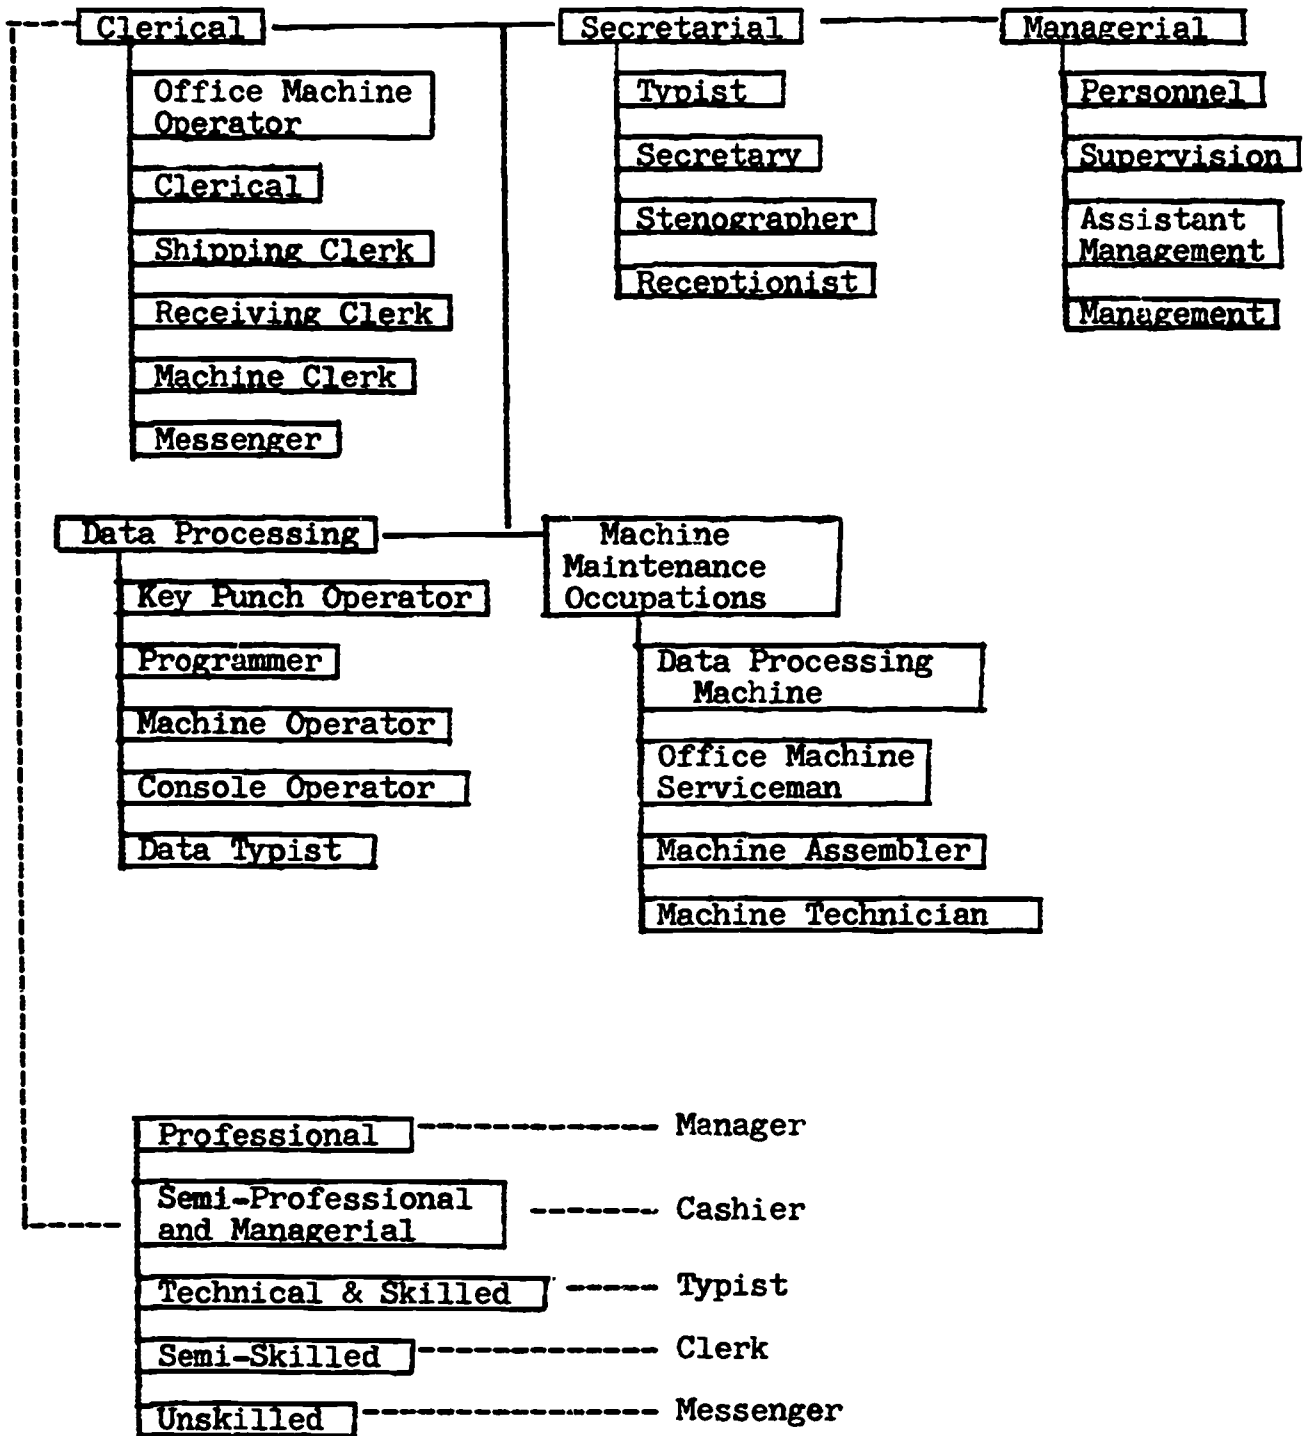 Clerical
Secretarial
Managerial
Office Machine
Operator
Clerical
Shipping Clerk
Receiving Clerk
Machine Clerk
Messenger
Typist
Secretary
Stenographer
Receptionist
Personnel
Supervision
Assistant
Management
Management
Data Processing
Key Punch Operator
Programmer
Machine Operator
Console Operator
Data Typist
Machine
Maintenance
Occupations
Data Processing
Machine
Office Machine
Serviceman
Machine Assembler
Machine Technician
Professional
Manager
Semi-Professional
and Managerial
Cashier
Technical & Skilled
Typist
Semi-Skilled
Clerk
Unskilled
Messenger